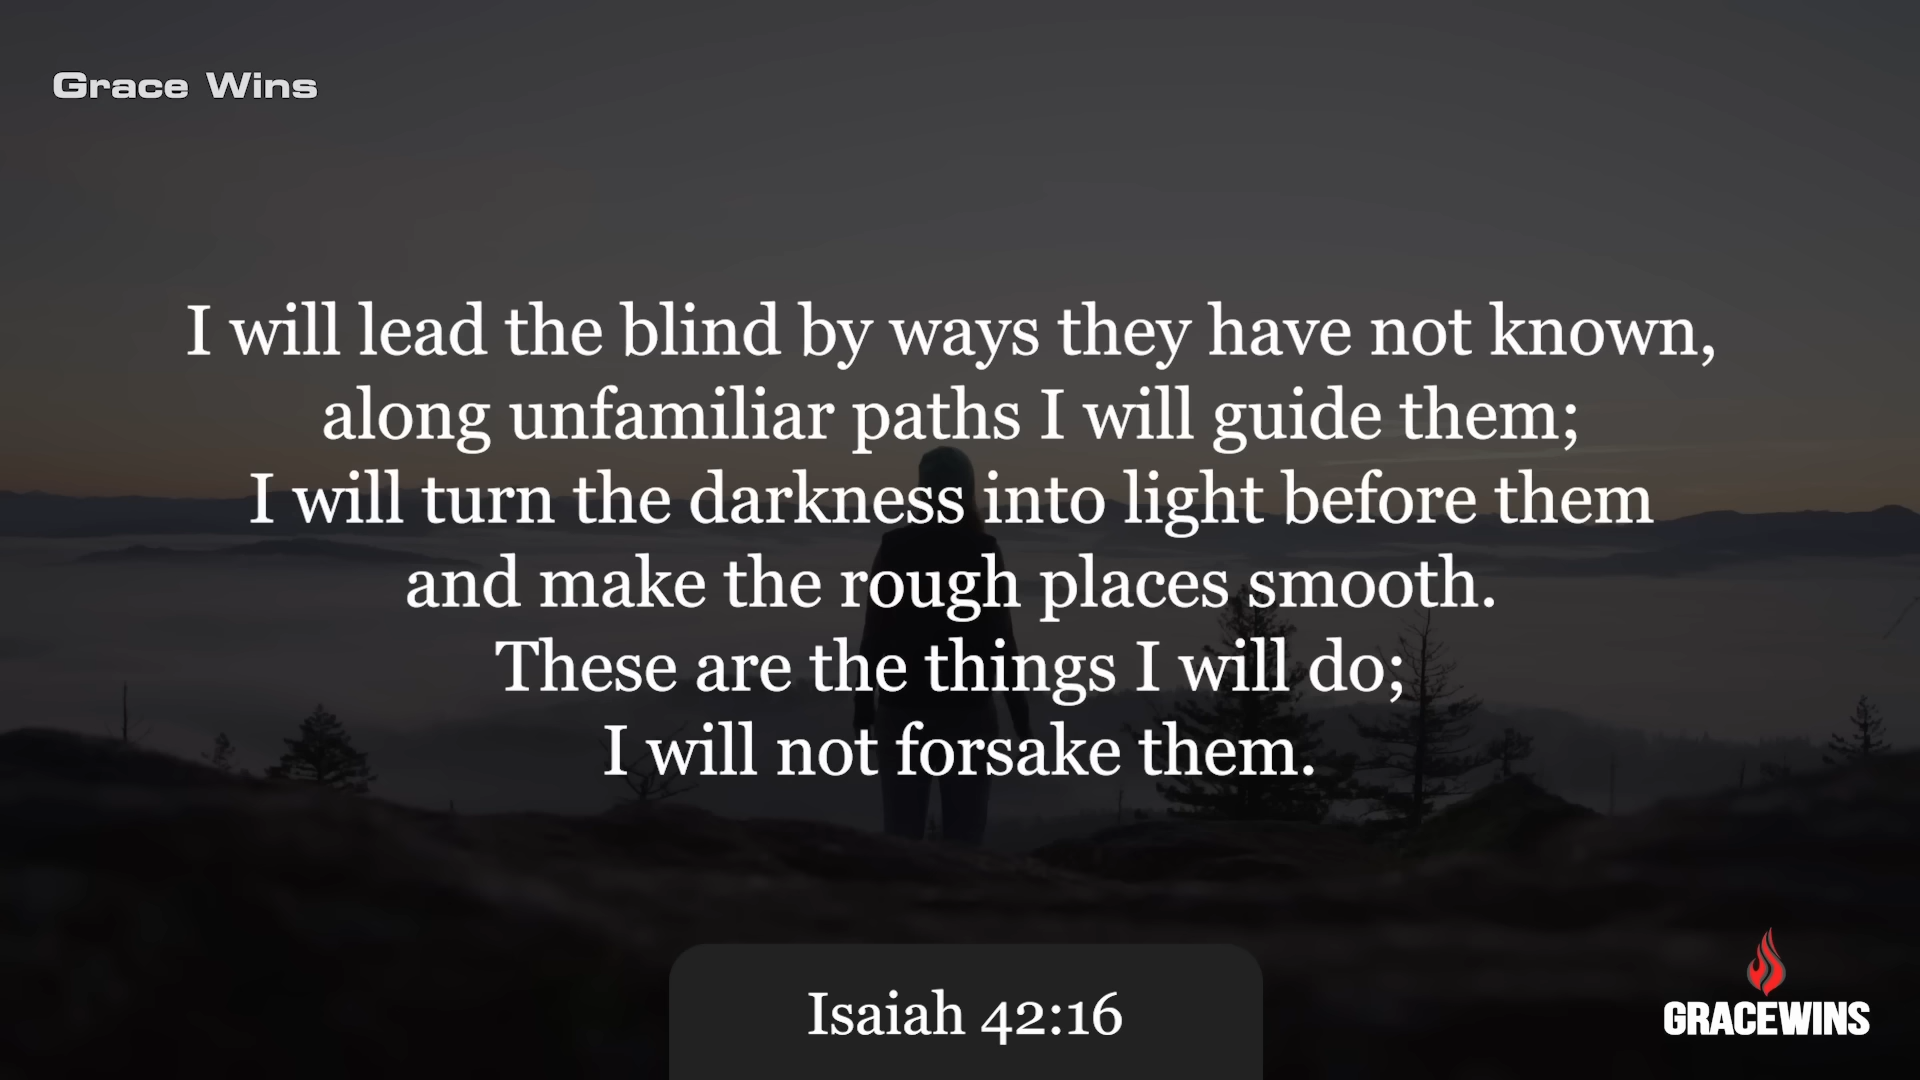 Grace Wins
I will lead the blind by ways they have not known,
along unfamiliar paths I will guide them;
I will turn the darkness into light before them
and make the rough places smooth.
These are the things I will do;
I will not forsake them.
Isaiah 42:16
GRACEWINS